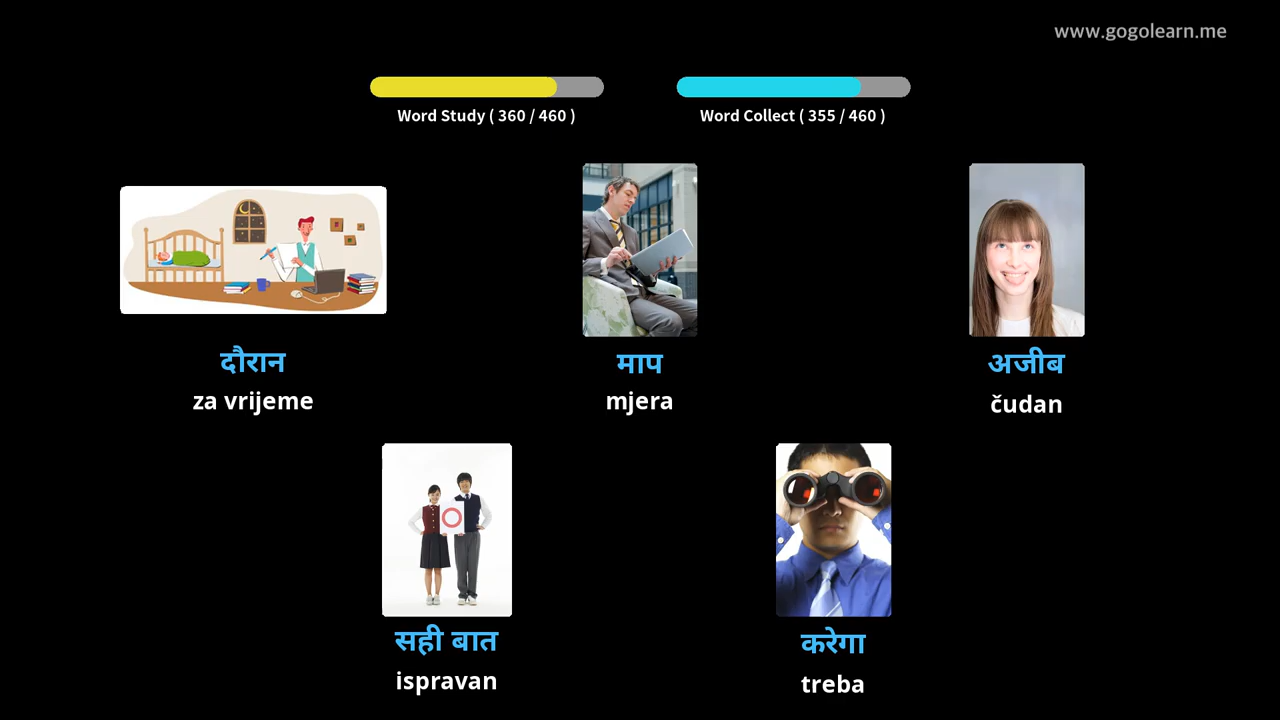 www.gogolearn.me
Word Study ( 360 / 460 )
Word Collect ( 355 / 460 )
दौरान
za vrijeme
माप
mjera
अजीब
čudan
सही बात
ispravan
करेगा
treba